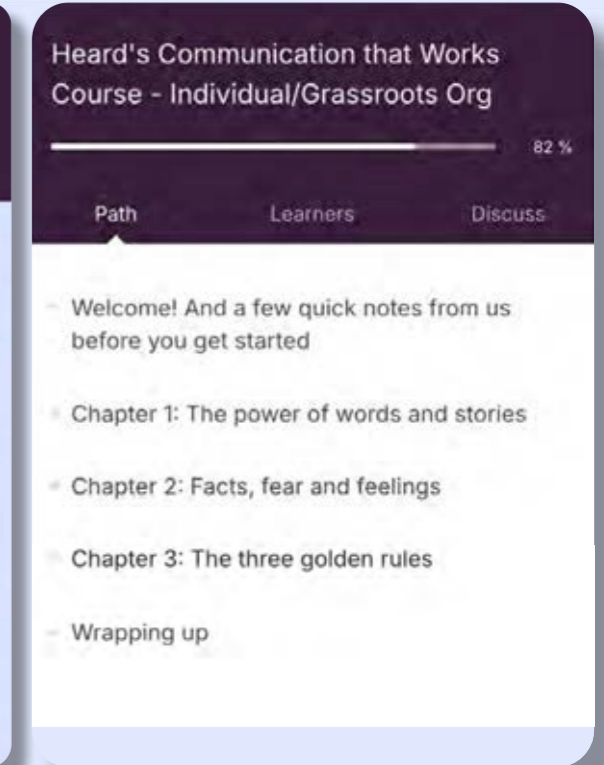 Heard's Communication that Works
Course - Individual/Grassroots Org
82 %
Path
Learners
Discuss
Welcome! And a few quick notes from us
before you get started
Chapter 1: The power of words and stories
Chapter 2: Facts, fear and feelings
Chapter 3: The three golden rules
Wrapping up